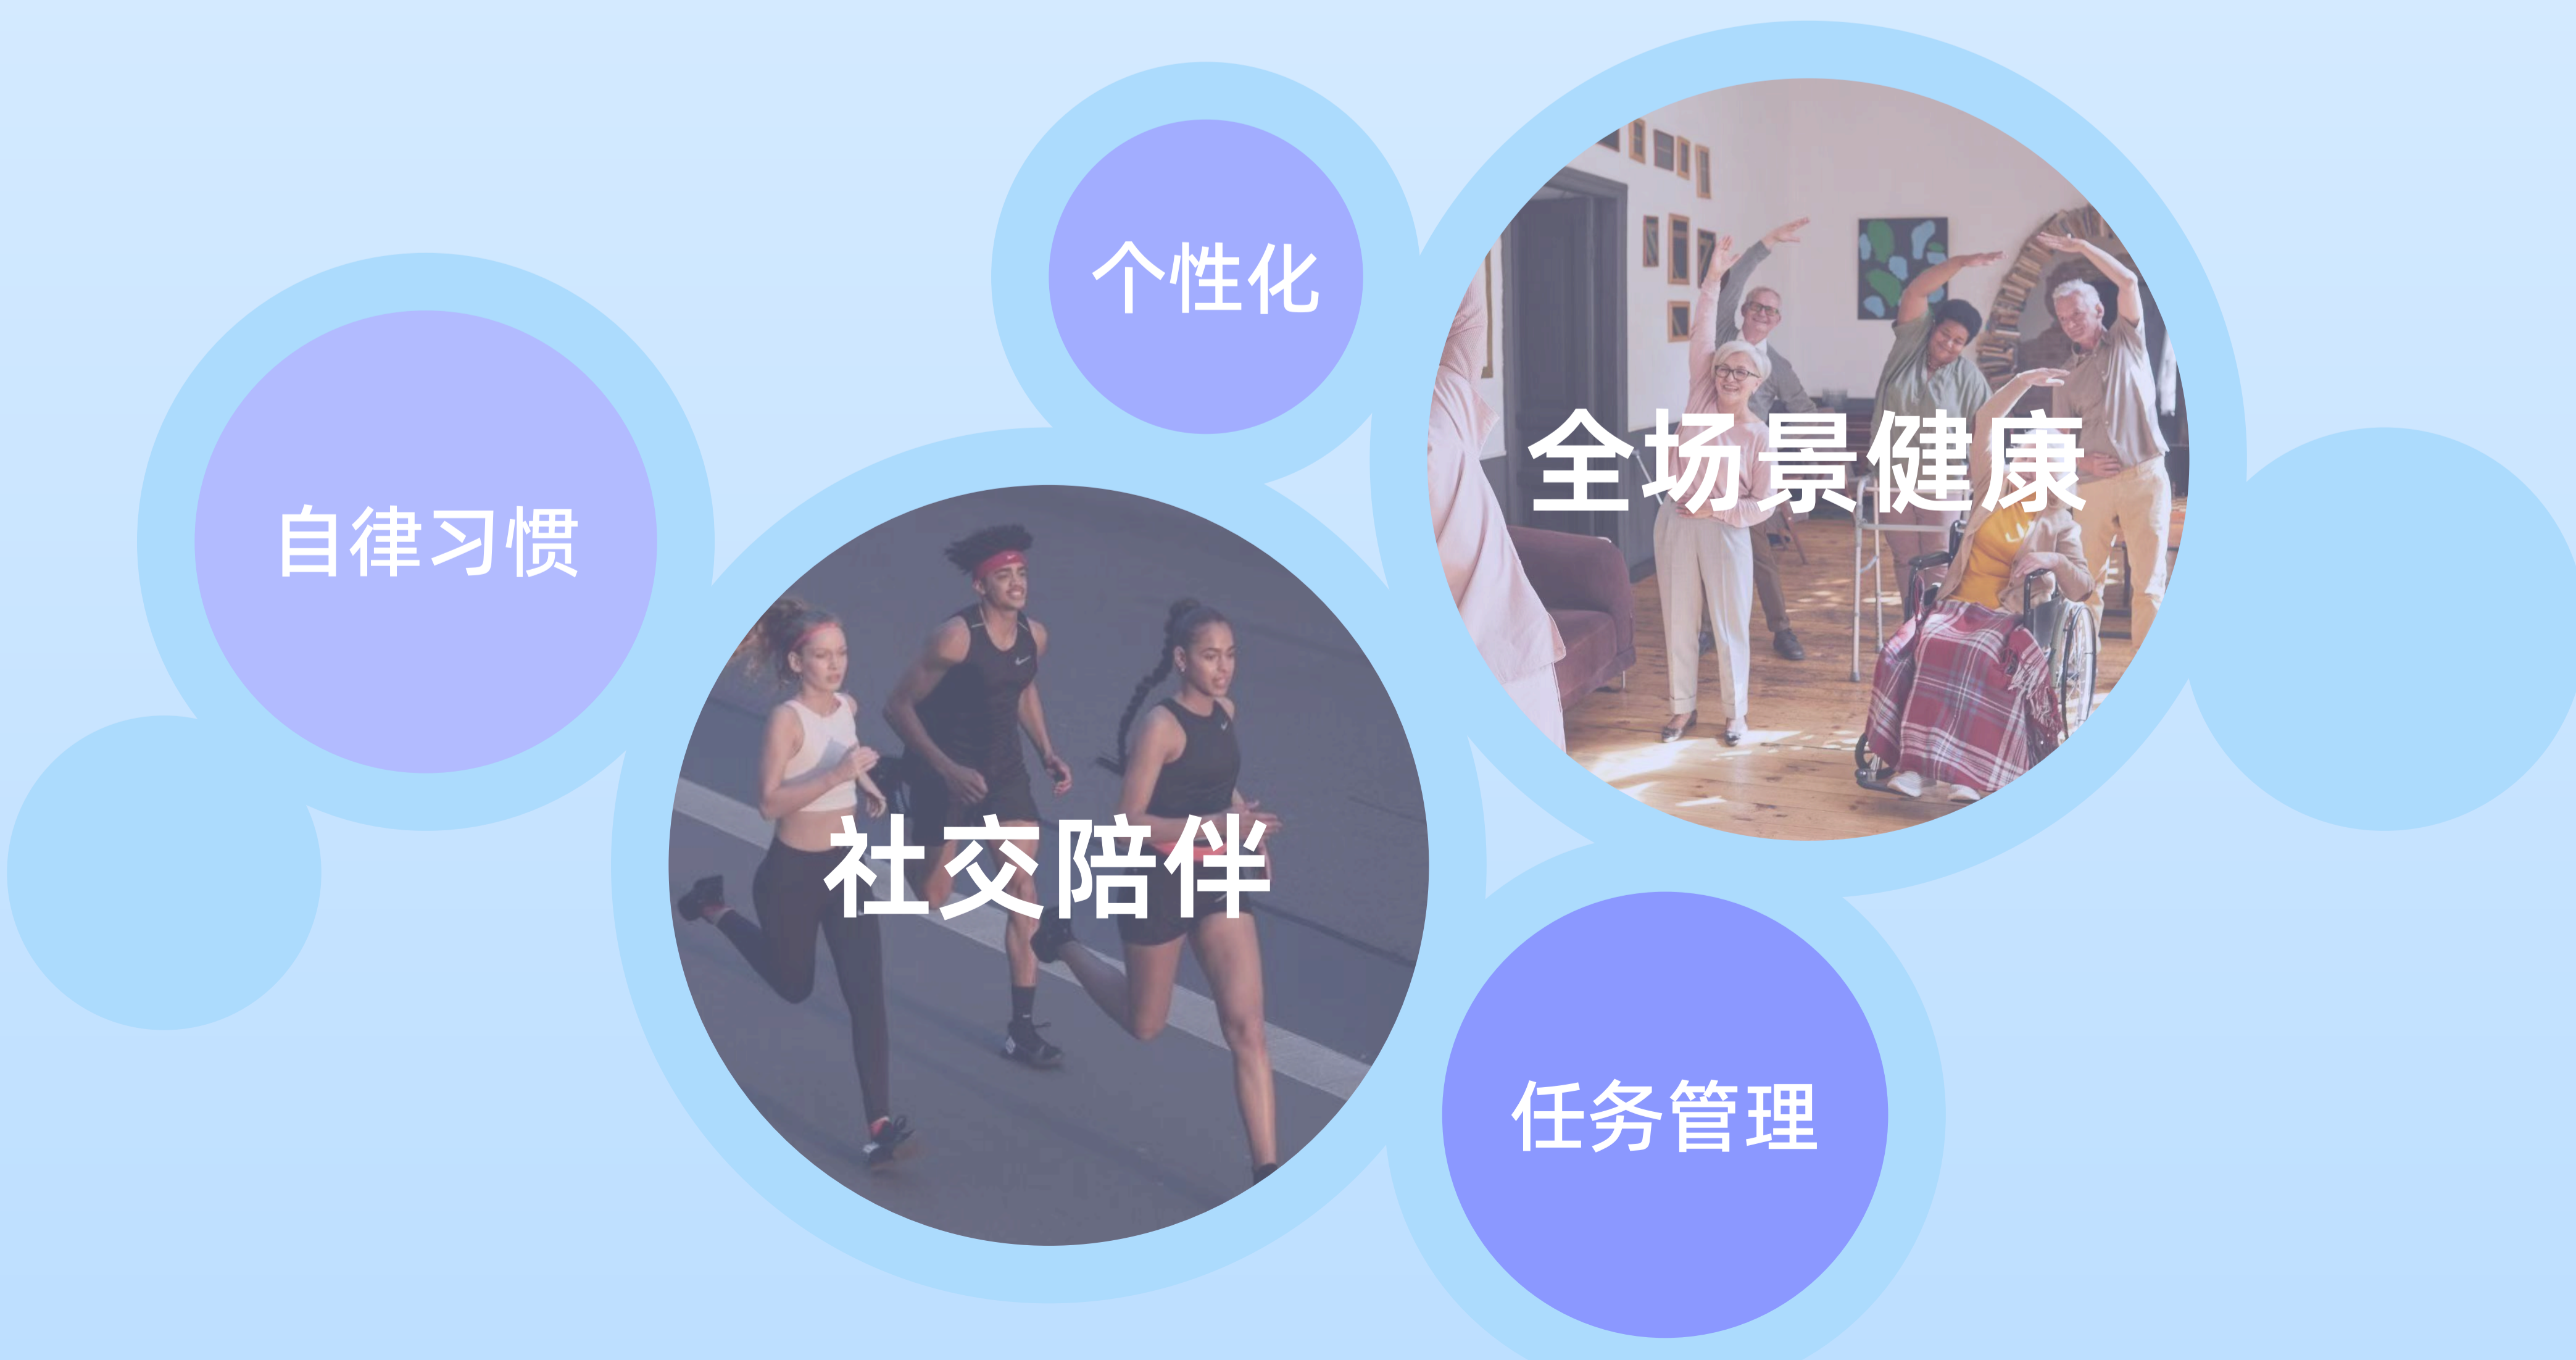 个性化
全场景健康
自律习惯
社交陪伴
任务管理